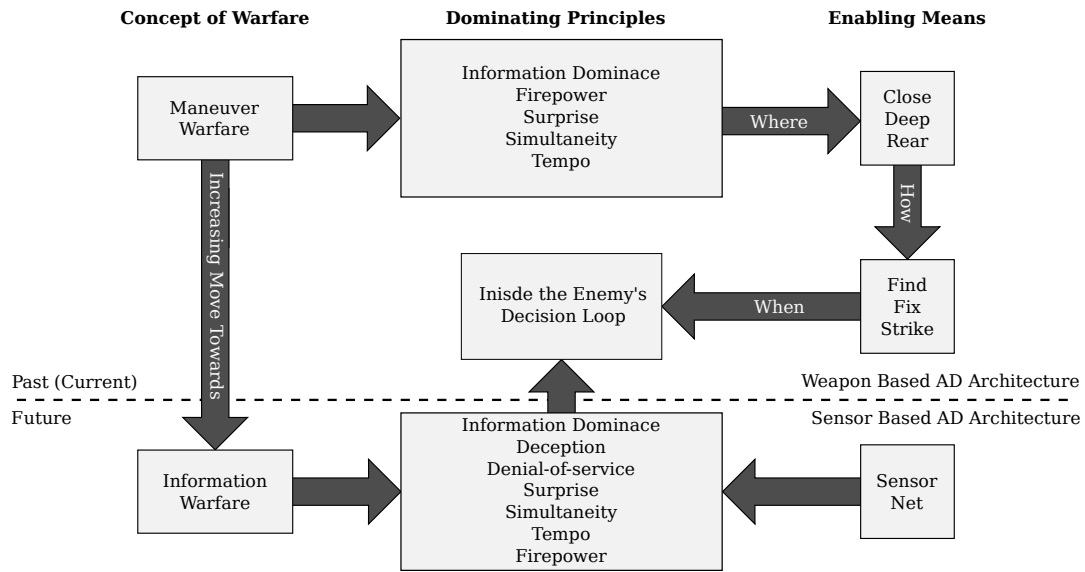 Concept of Warfare
Dominating Principles
Enabling Means
Maneuver
Warfare
Information Dominace
Firepower
Surprise
Simultaneity
Tempo
Where
Close
Deep
Rear
How
Increasing Move Towards
Inisde the Enemy's
Decision Loop
When
Find
Fix
Strike
Past (Current)
Weapon Based AD Architecture
Future
Sensor Based AD Architecture
Information
Warfare
Information Dominace
Deception
Denial-of-service
Surprise
Simultaneity
Tempo
Firepower
Sensor
Net